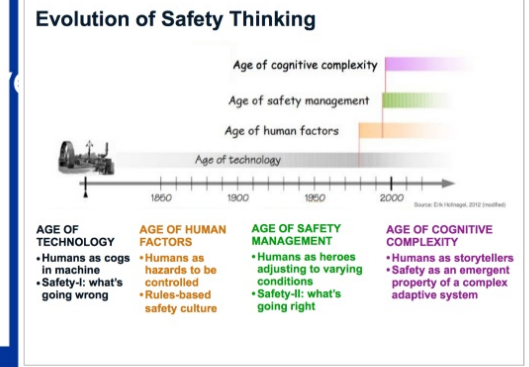 Evolution of Safety Thinking
Age of cognitive complexity
Age of safety management
Age of human factors
Age of technology
1860
1900
1950
2000
Source: Erik Hollnagel, 2012 (modified)
AGE OF
TECHNOLOGY
•Humans as cogs
in machine
•Safety-I: what's
going wrong
AGE OF HUMAN
FACTORS
•Humans as
hazards to be
controlled
•Rules-based
safety culture
AGE OF SAFETY
MANAGEMENT
•Humans as heroes
adjusting to varying
conditions
•Safety-II: what's
going right
AGE OF COGNITIVE
COMPLEXITY
•Humans as storytellers
•Safety as an emergent
property of a complex
adaptive system